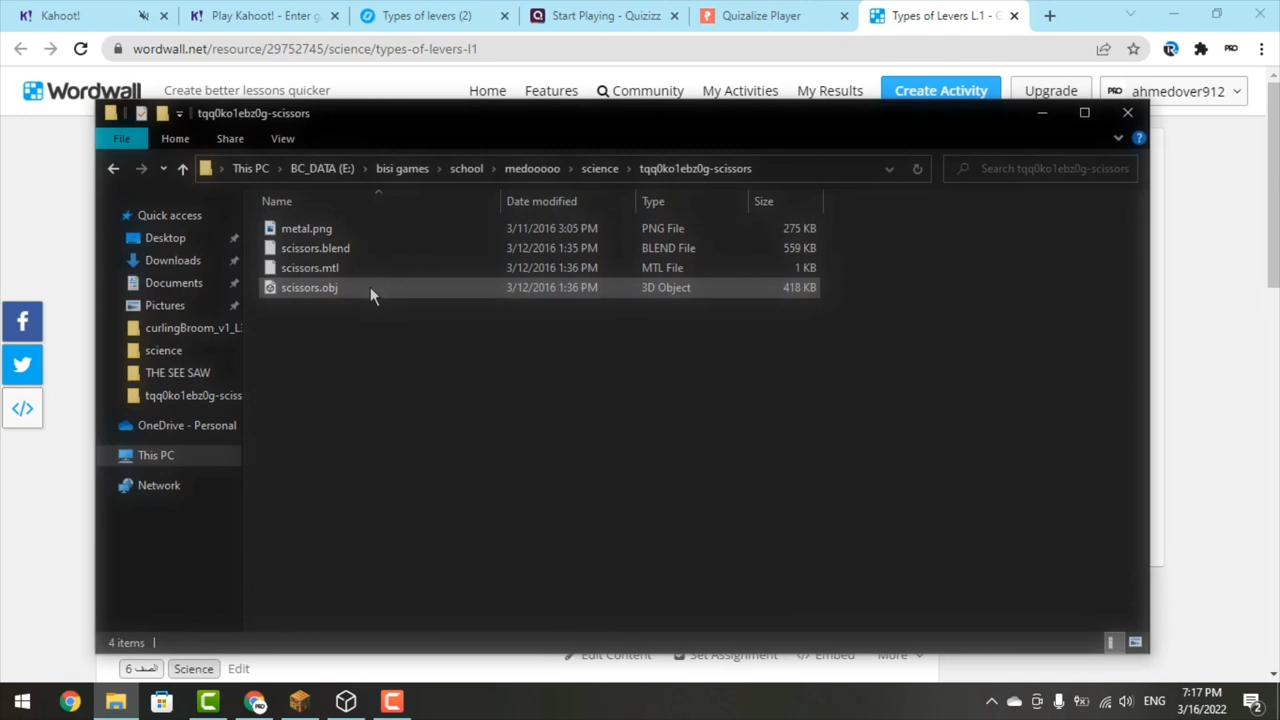 Kahoot!
Play Kahoot! - Enter g
Types of levers (2)
Start Playing - Quizizz
Quizalize Player
Types of Levers L.1 - G
wordwall.net/resource/29752745/science/types-of-levers-l1
PRO
Wordwall
Create better lessons quicker
Home
Features
Community
My Activities
My Results
Create Activity
Upgrade
PRO
ahmedover912
tqq0ko1ebz0g-scissors
File
Home
Share
View
This PC
BC_DATA (E:)
bisi games
school
medooooo
science
tqq0ko1ebz0g-scissors
Search tqq0ko1ebz0g-scissors
Name
Date modified
Type
Size
metal.png 3/11/2016 3:05 PM PNG File 275 KB
scissors.blend 3/12/2016 1:35 PM BLEND File 559 KB
scissors.mtl 3/12/2016 1:36 PM MTL File 1 KB
scissors.obj 3/12/2016 1:36 PM 3D Object 418 KB
Quick access
Desktop
Downloads
Documents
Pictures
curlingBroom_v1_L
science
THE SEE SAW
tqq0ko1ebz0g-sciss
OneDrive - Personal
This PC
Network
4 items
Edit Content
Set Assignment
Embed
More
الصف 6
Science
Edit
ENG
7:17 PM
3/16/2022
2